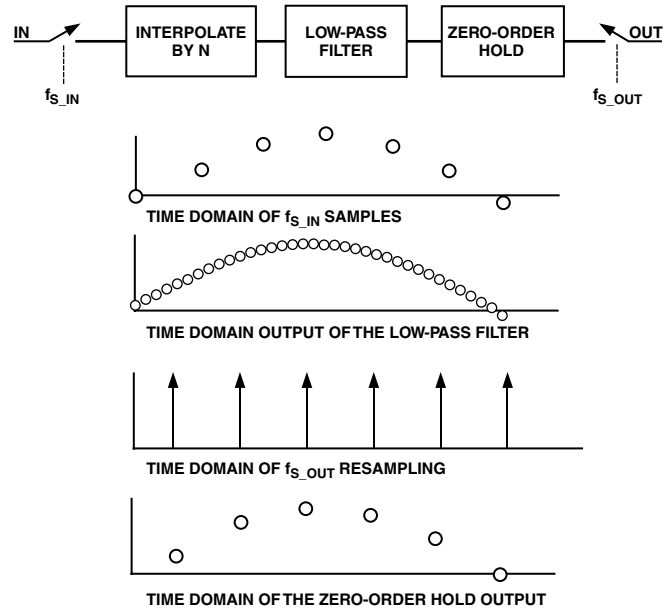 IN
INTERPOLATE
BY N
LOW-PASS
FILTER
ZERO-ORDER
HOLD
OUT
fS_IN
fS_OUT
TIME DOMAIN OF fS_IN SAMPLES
TIME DOMAIN OUTPUT OF THE LOW-PASS FILTER
TIME DOMAIN OF fS_OUT RESAMPLING
TIME DOMAIN OF THE ZERO-ORDER HOLD OUTPUT